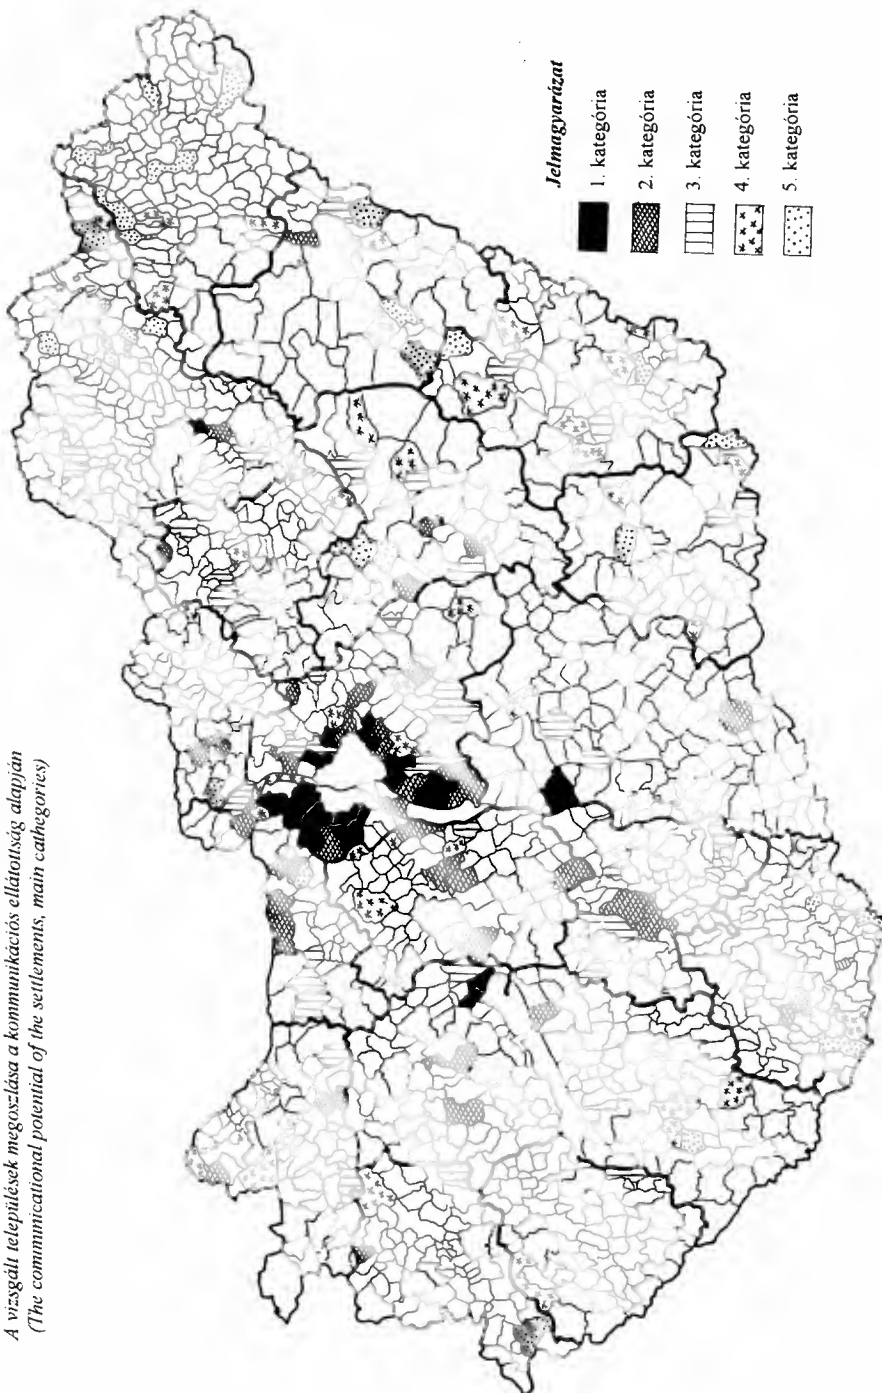 A vizsgált települések megoszlása a kommunikációs ellátottság alapján
(The communicational potential of the settlements, main cathegories)
Jelmagyarázat
1. kategória
2. kategória
3. kategória
4. kategória
5. kategória